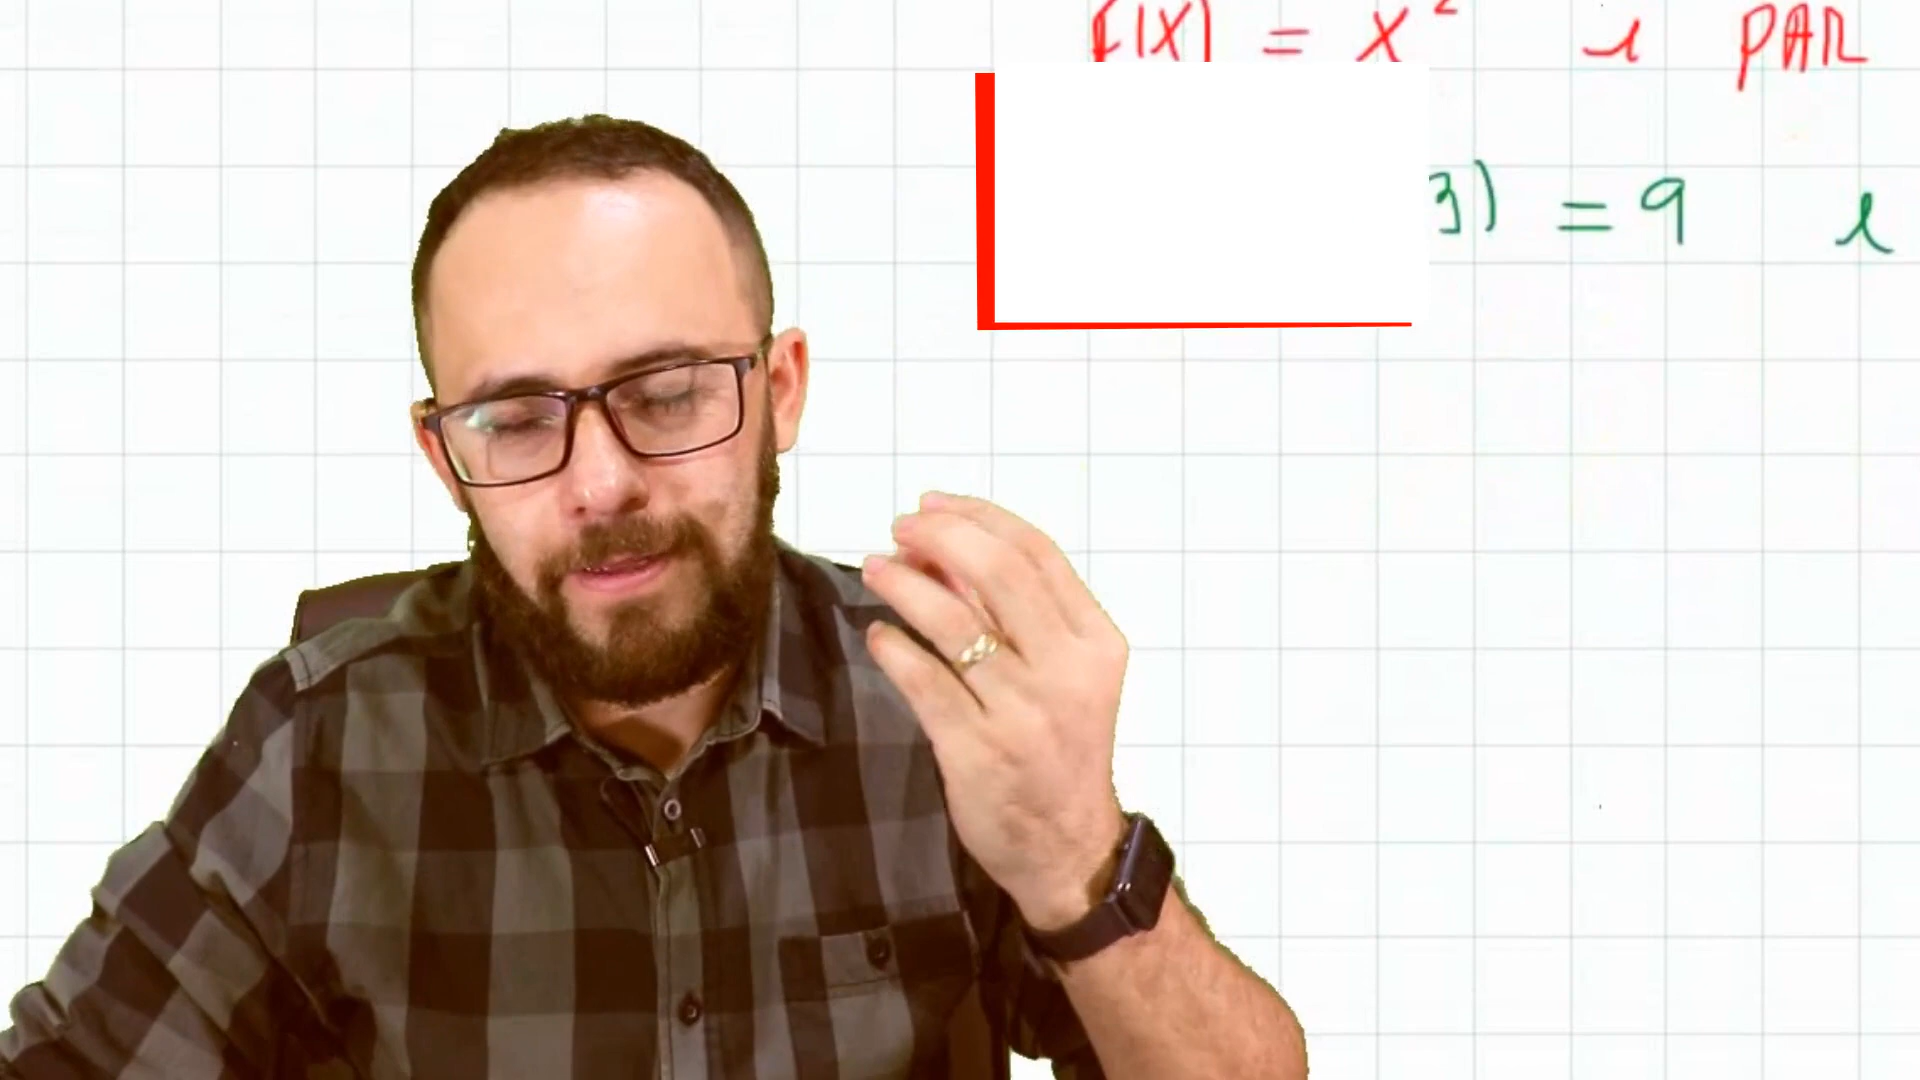 F(X) = X² é PAR
3) = 9 e